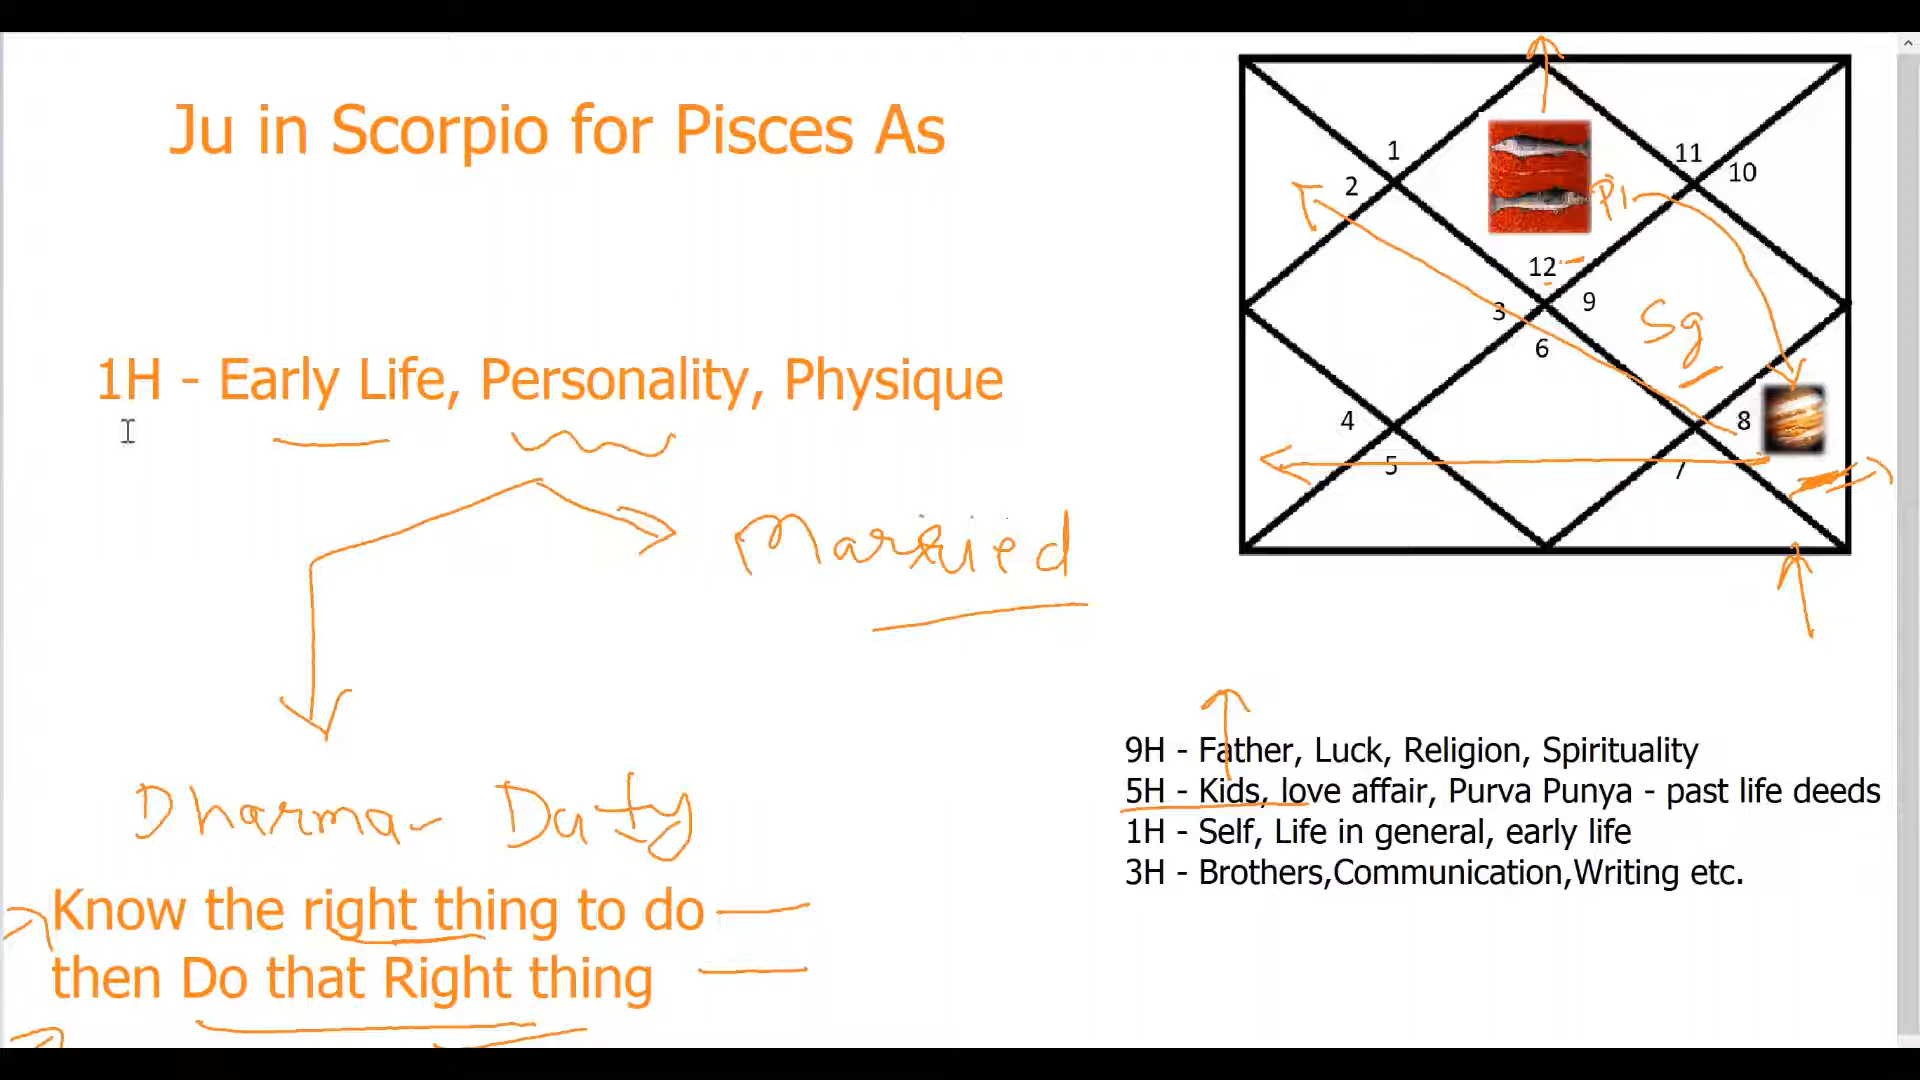 Ju in Scorpio for Pisces As
1
2
12
11
10
Pi
3
9
6
Sg
4
5
7
8
1H - Early Life, Personality, Physique
Married
Dharma - Duty
Know the right thing to do
then Do that Right thing
9H - Father, Luck, Religion, Spirituality
5H - Kids, love affair, Purva Punya - past life deeds
1H - Self, Life in general, early life
3H - Brothers,Communication,Writing etc.